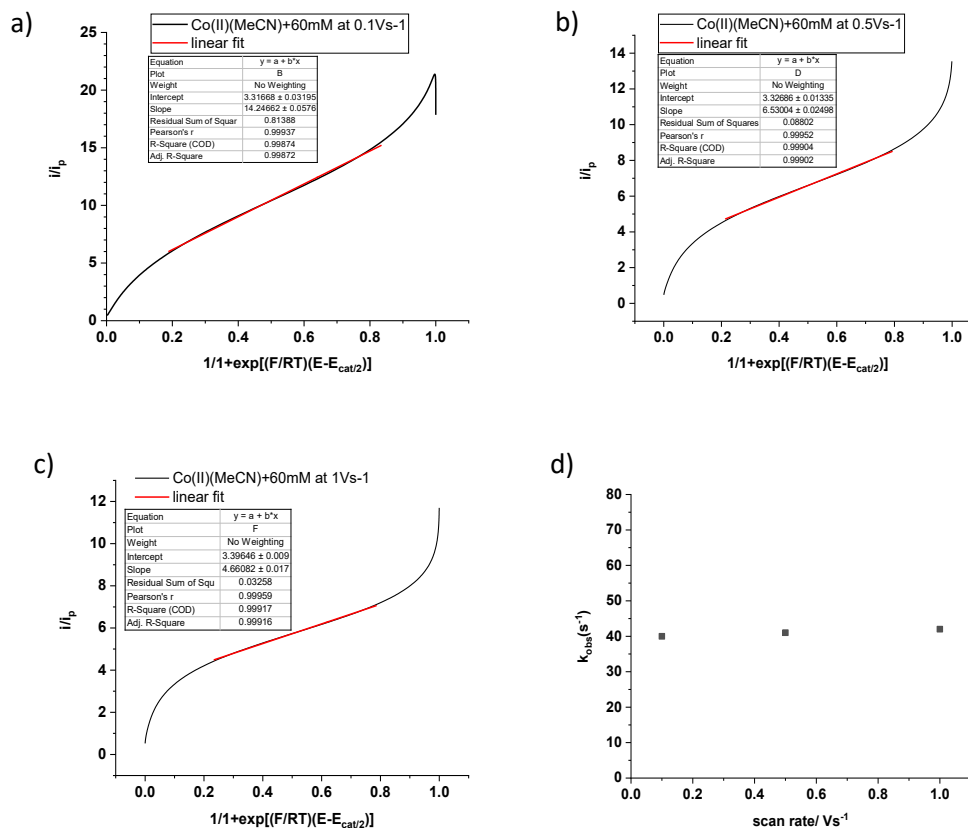 a)
Co(II)(MeCN)+60mM at 0.1Vs-1
linear fit
Equation y = a + b*x
Plot B
Weight No Weighting
Intercept 3.31668 ± 0.03195
Slope 14.24662 ± 0.0576
Residual Sum of Squar 0.81388
Pearson's r 0.99937
R-Square (COD) 0.99874
Adj. R-Square 0.99872
i/ip
25
20
15
10
5
0
0.0 0.2 0.4 0.6 0.8 1.0
1/1+exp[(F/RT)(E-Ecat/2)]
b)
Co(II)(MeCN)+60mM at 0.5Vs-1
linear fit
Equation y = a + b*x
Plot D
Weight No Weighting
Intercept 3.32686 ± 0.01335
Slope 6.53004 ± 0.02498
Residual Sum of Squares 0.08802
Pearson's r 0.99952
R-Square (COD) 0.99904
Adj. R-Square 0.99902
i/ip
14
12
10
8
6
4
2
0
0.0 0.2 0.4 0.6 0.8 1.0
1/1+exp[(F/RT)(E-Ecat/2)]
c)
Co(II)(MeCN)+60mM at 1Vs-1
linear fit
Equation y = a + b*x
Plot F
Weight No Weighting
Intercept 3.39646 ± 0.009
Slope 4.66082 ± 0.017
Residual Sum of Squ 0.03258
Pearson's r 0.99959
R-Square (COD) 0.99917
Adj. R-Square 0.99916
i/ip
12
10
8
6
4
2
0
0.0 0.2 0.4 0.6 0.8 1.0
1/1+exp[(F/RT)(E-Ecat/2)]
d)
kobs(s-1)
80
70
60
50
40
30
20
10
0
0.0 0.2 0.4 0.6 0.8 1.0
scan rate/ Vs-1